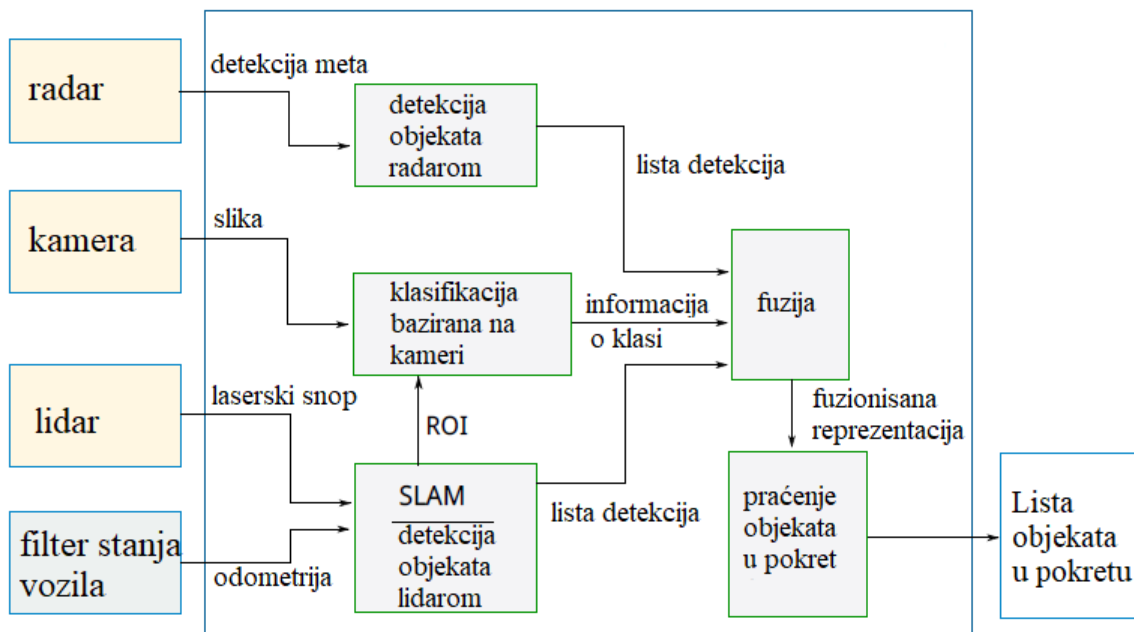 radar
detekcija meta
detekcija
objekata
radarom
lista detekcija
kamera
slika
klasifikacija
bazirana na
kameri
informacija
o klasi
fuzija
lidar
laserski snop
ROI
fuzionisana
reprezentacija
filter stanja
vozila
odometrija
SLAM
detekcija
objekata
lidarom
lista detekcija
praćenje
objekata
u pokret
Lista
objekata
u pokretu